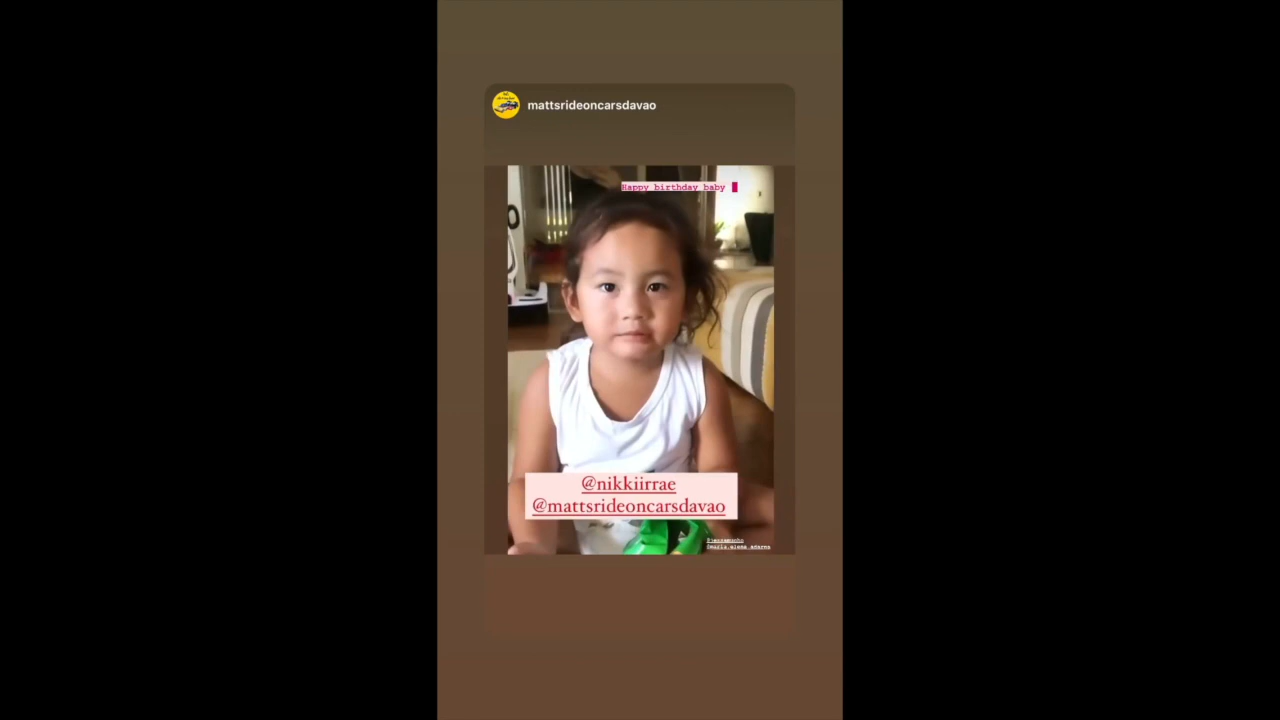 mattsrideoncarsdavao
Happy birthday baby
@nikkiirrae
@mattsrideoncarsdavao